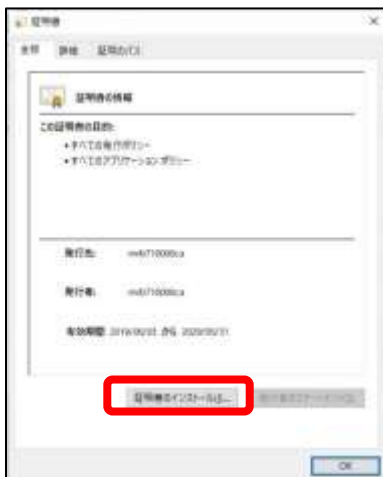 証明書
全般 詳細 証明のパス
証明書の情報
この証明書の目的:
•すべての発行ポリシー
•すべてのアプリケーション ポリシー
発行先:
発行者:
有効期間 から
証明書のインストール(I)...
OK